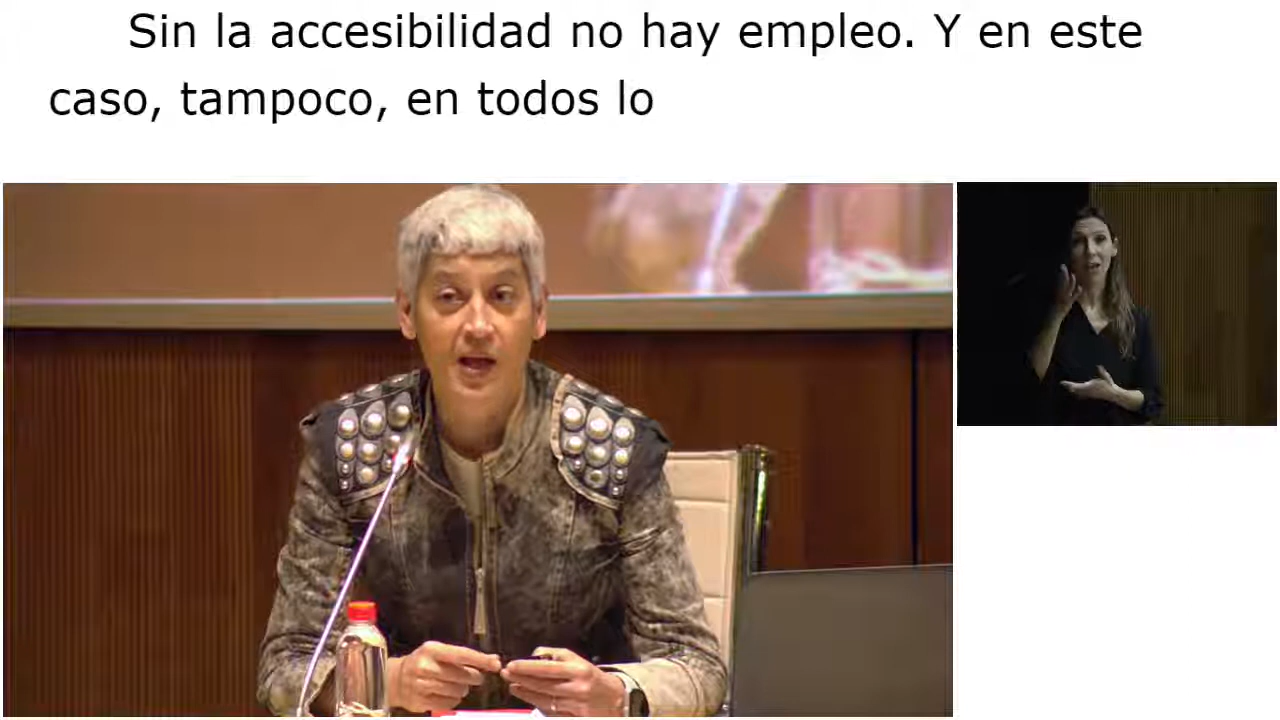 Sin la accesibilidad no hay empleo. Y en este
caso, tampoco, en todos lo